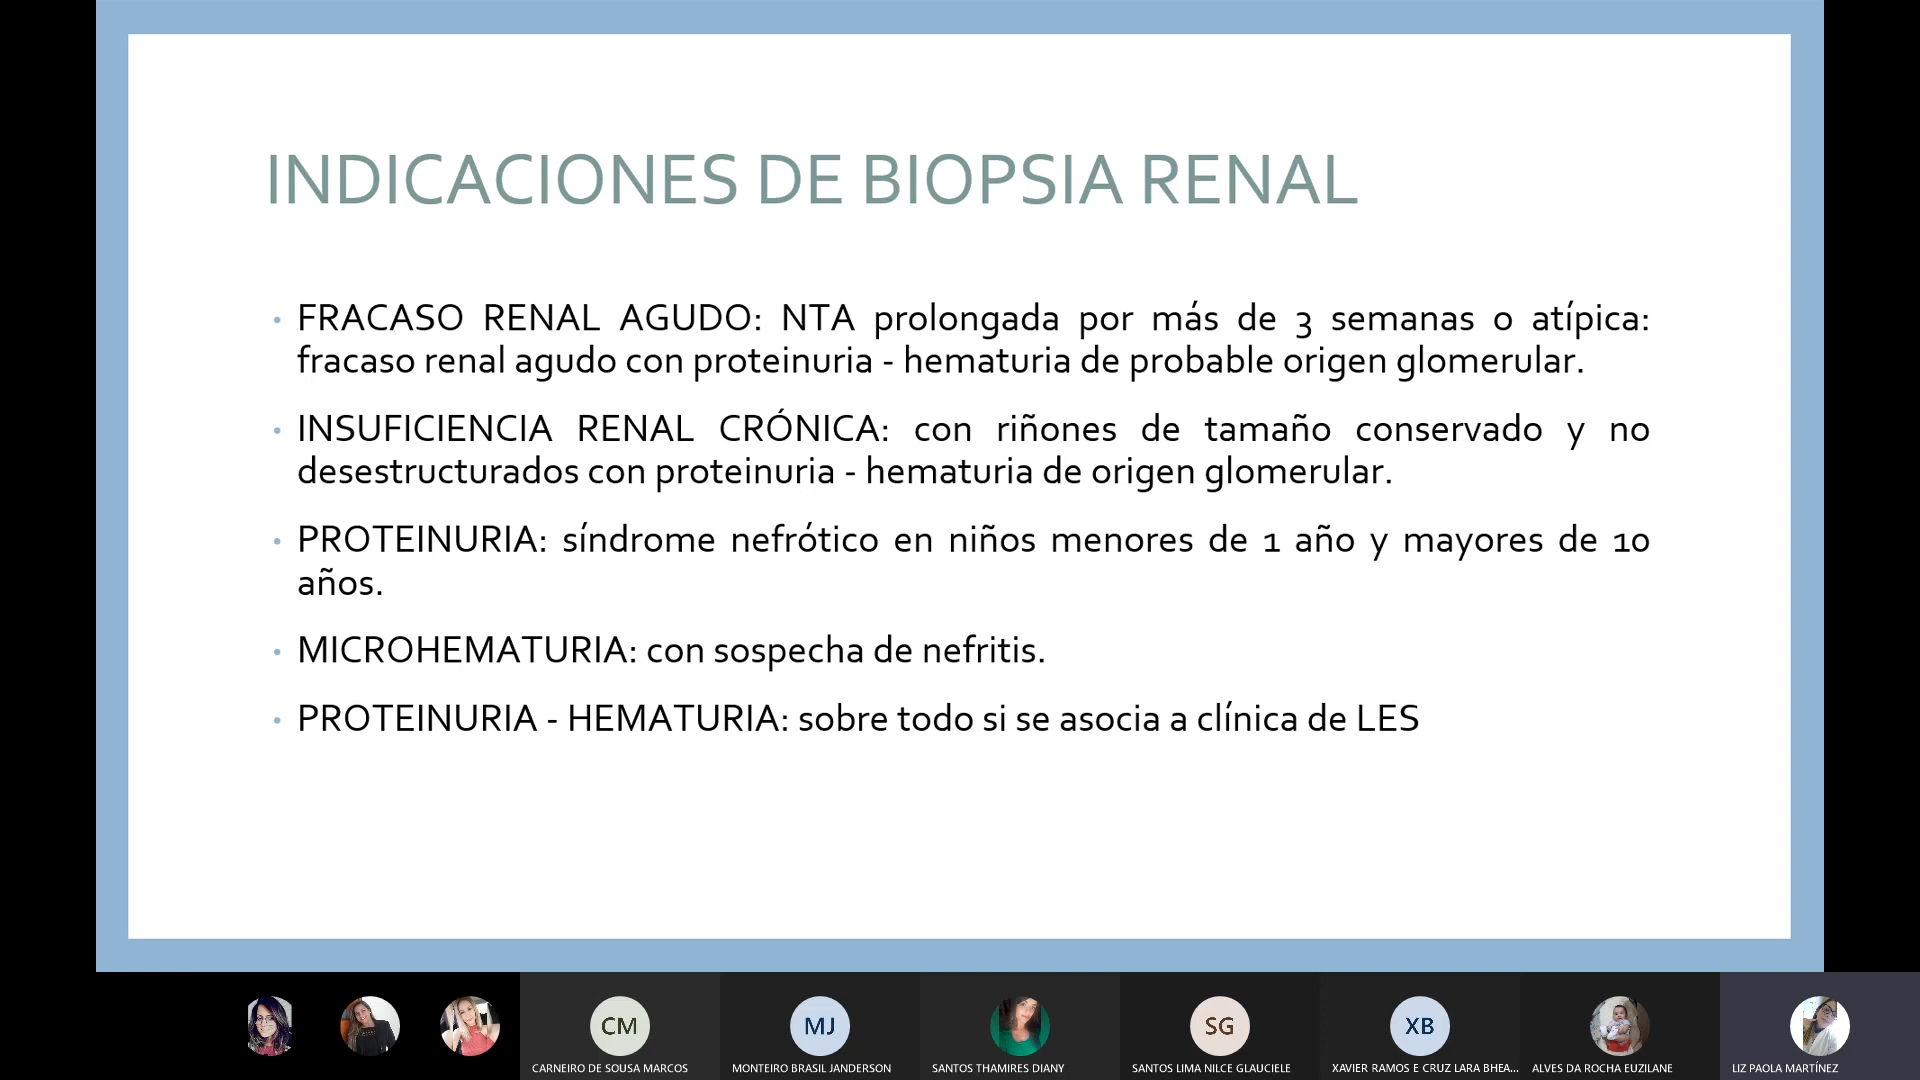 INDICACIONES DE BIOPSIA RENAL
• FRACASO RENAL AGUDO: NTA prolongada por más de 3 semanas o atípica:
fracaso renal agudo con proteinuria - hematuria de probable origen glomerular.
• INSUFICIENCIA RENAL CRÓNICA: con riñones de tamaño conservado y no
desestructurados con proteinuria - hematuria de origen glomerular.
• PROTEINURIA: síndrome nefrótico en niños menores de 1 año y mayores de 10
años.
• MICROHEMATURIA: con sospecha de nefritis.
• PROTEINURIA - HEMATURIA: sobre todo si se asocia a clínica de LES
CM
MJ
SG
XB
CARNEIRO DE SOUSA MARCOS
MONTEIRO BRASIL JANDERSON
SANTOS THAMIRES DIANY
SANTOS LIMA NILCE GLAUCIELE
XAVIER RAMOS E CRUZ LARA BHEA...
ALVES DA ROCHA EUZILANE
LIZ PAOLA MARTÍNEZ